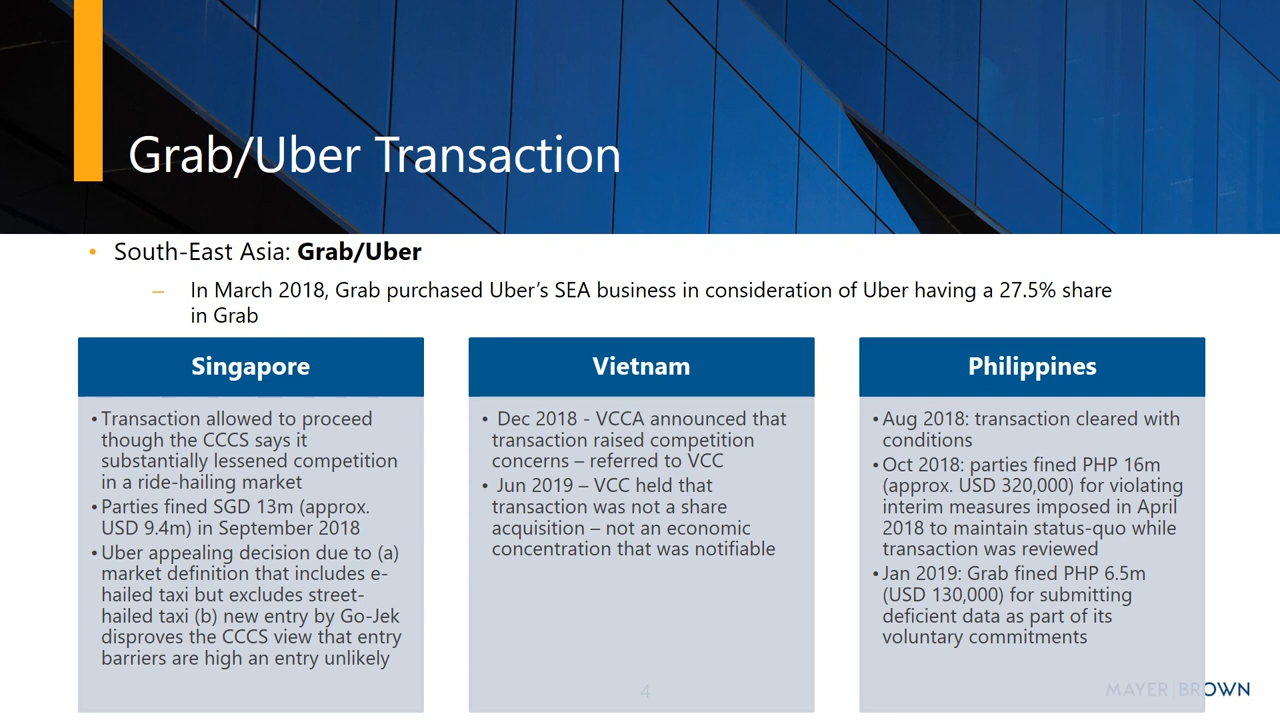 Grab/Uber Transaction
• South-East Asia: Grab/Uber
– In March 2018, Grab purchased Uber’s SEA business in consideration of Uber having a 27.5% share
in Grab
Singapore
• Transaction allowed to proceed
though the CCCS says it
substantially lessened competition
in a ride-hailing market
• Parties fined SGD 13m (approx.
USD 9.4m) in September 2018
• Uber appealing decision due to (a)
market definition that includes e-
hailed taxi but excludes street-
hailed taxi (b) new entry by Go-Jek
disproves the CCCS view that entry
barriers are high an entry unlikely
Vietnam
• Dec 2018 - VCCA announced that
transaction raised competition
concerns – referred to VCC
• Jun 2019 – VCC held that
transaction was not a share
acquisition – not an economic
concentration that was notifiable
Philippines
• Aug 2018: transaction cleared with
conditions
• Oct 2018: parties fined PHP 16m
(approx. USD 320,000) for violating
interim measures imposed in April
2018 to maintain status-quo while
transaction was reviewed
• Jan 2019: Grab fined PHP 6.5m
(USD 130,000) for submitting
deficient data as part of its
voluntary commitments
4
MAYER | BROWN